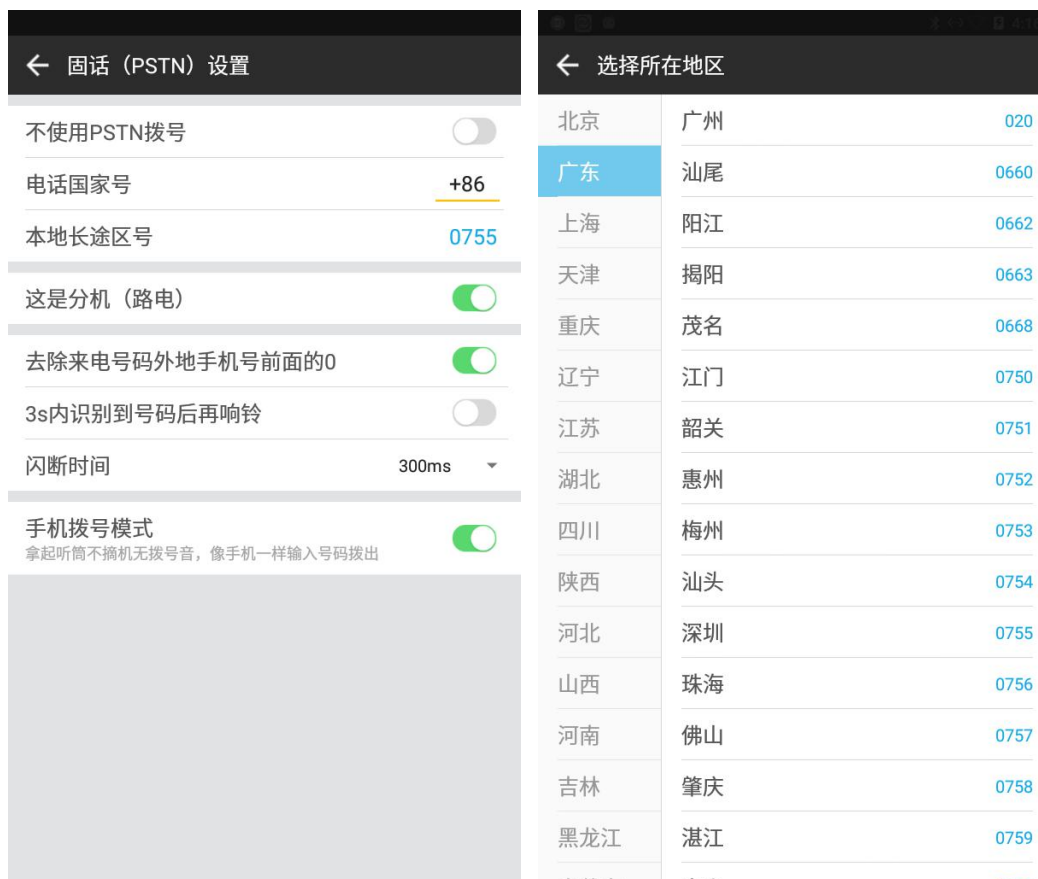 固话（PSTN）设置
不使用PSTN拨号
电话国家号 +86
本地长途区号 0755
这是分机（路电）
去除来电号码外地手机号前面的0
3s内识别到号码后再响铃
闪断时间 300ms
手机拨号模式
拿起听筒不摘机无拨号音，像手机一样输入号码拨出
选择所在地区
北京 广州 020
广东 汕尾 0660
上海 阳江 0662
天津 揭阳 0663
重庆 茂名 0668
辽宁 江门 0750
江苏 韶关 0751
湖北 惠州 0752
四川 梅州 0753
陕西 汕头 0754
河北 深圳 0755
山西 珠海 0756
河南 佛山 0757
吉林 肇庆 0758
黑龙江 湛江 0759